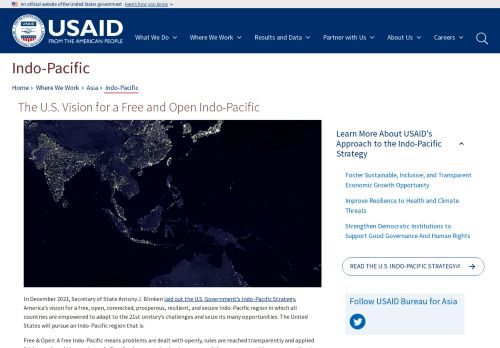 An official website of the United States government Here's how you know
USAID
FROM THE AMERICAN PEOPLE
What We Do
Where We Work
Results and Data
Partner with Us
About Us
Careers
Indo-Pacific
Home › Where We Work › Asia › Indo-Pacific
The U.S. Vision for a Free and Open Indo-Pacific
Learn More About USAID's
Approach to the Indo-Pacific
Strategy
Foster Sustainable, Inclusive, and Transparent
Economic Growth Opportunity
Improve Resilience to Health and Climate
Threats
Strengthen Democratic Institutions to
Support Good Governance And Human Rights
READ THE U.S. INDO-PACIFIC STRATEGY
In December 2021, Secretary of State Antony J. Blinken laid out the U.S. Government's Indo-Pacific Strategy,
America's vision for a free, open, connected, prosperous, resilient, and secure Indo-Pacific region in which all
countries are empowered to adapt to the 21st century's challenges and seize its many opportunities. The United
States will pursue an Indo-Pacific region that is:
Follow USAID Bureau for Asia
Free & Open: A free Indo-Pacific means problems are dealt with openly, rules are reached transparently and applied